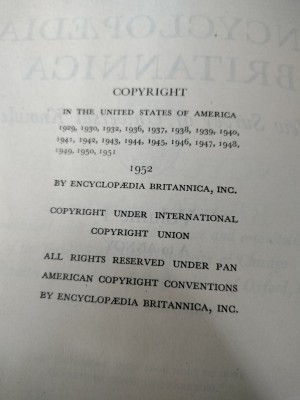 COPYRIGHT
IN THE UNITED STATES OF AMERICA
1929, 1930, 1932, 1936, 1937, 1938, 1939, 1940,
1941, 1942, 1943, 1944, 1945, 1946, 1947, 1948,
1949, 1950, 1951
1952
BY ENCYCLOPÆDIA BRITANNICA, INC.
COPYRIGHT UNDER INTERNATIONAL
COPYRIGHT UNION
ALL RIGHTS RESERVED UNDER PAN
AMERICAN COPYRIGHT CONVENTIONS
BY ENCYCLOPÆDIA BRITANNICA, INC.